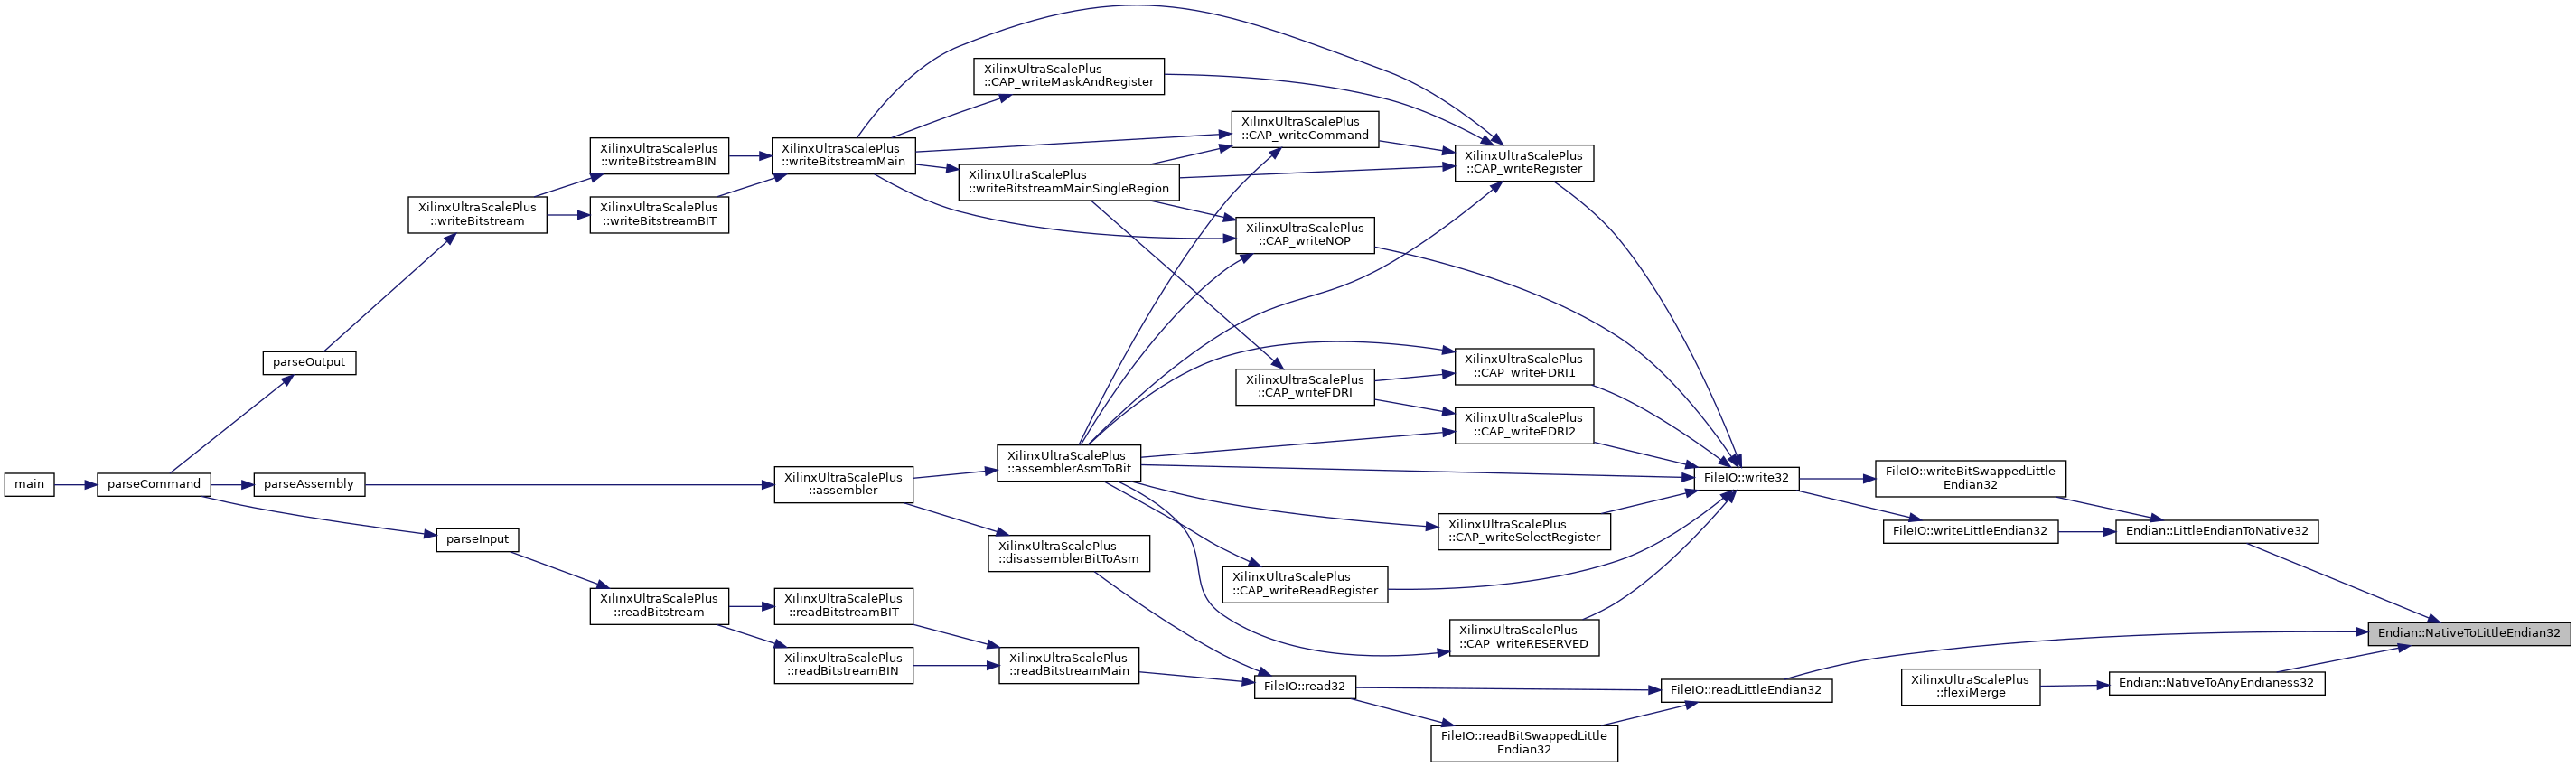 main
parseCommand
parseOutput
parseAssembly
parseInput
XilinxUltraScalePlus
::writeBitstream
XilinxUltraScalePlus
::writeBitstreamBIN
XilinxUltraScalePlus
::writeBitstreamBIT
XilinxUltraScalePlus
::readBitstream
XilinxUltraScalePlus
::writeBitstreamMain
XilinxUltraScalePlus
::assembler
XilinxUltraScalePlus
::readBitstreamBIT
XilinxUltraScalePlus
::readBitstreamBIN
XilinxUltraScalePlus
::CAP_writeMaskAndRegister
XilinxUltraScalePlus
::writeBitstreamMainSingleRegion
XilinxUltraScalePlus
::assemblerAsmToBit
XilinxUltraScalePlus
::disassemblerBitToAsm
XilinxUltraScalePlus
::readBitstreamMain
XilinxUltraScalePlus
::CAP_writeCommand
XilinxUltraScalePlus
::CAP_writeNOP
XilinxUltraScalePlus
::CAP_writeFDRI
XilinxUltraScalePlus
::CAP_writeReadRegister
FileIO::read32
XilinxUltraScalePlus
::CAP_writeRegister
XilinxUltraScalePlus
::CAP_writeFDRI1
XilinxUltraScalePlus
::CAP_writeFDRI2
XilinxUltraScalePlus
::CAP_writeSelectRegister
XilinxUltraScalePlus
::CAP_writeRESERVED
FileIO::readBitSwappedLittle
Endian32
FileIO::write32
FileIO::readLittleEndian32
FileIO::writeBitSwappedLittle
Endian32
FileIO::writeLittleEndian32
XilinxUltraScalePlus
::flexiMerge
Endian::LittleEndianToNative32
Endian::NativeToAnyEndianess32
Endian::NativeToLittleEndian32